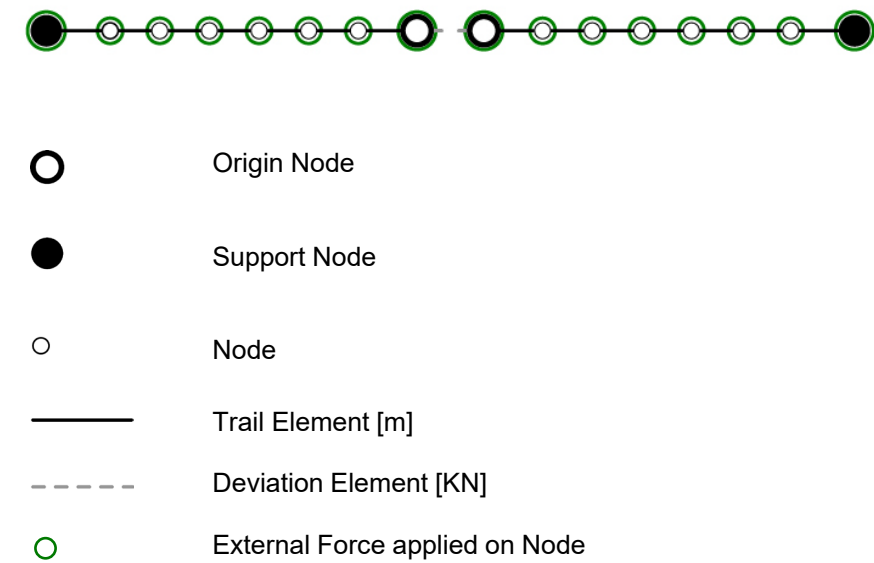 Origin Node
Support Node
Node
Trail Element [m]
Deviation Element [KN]
External Force applied on Node